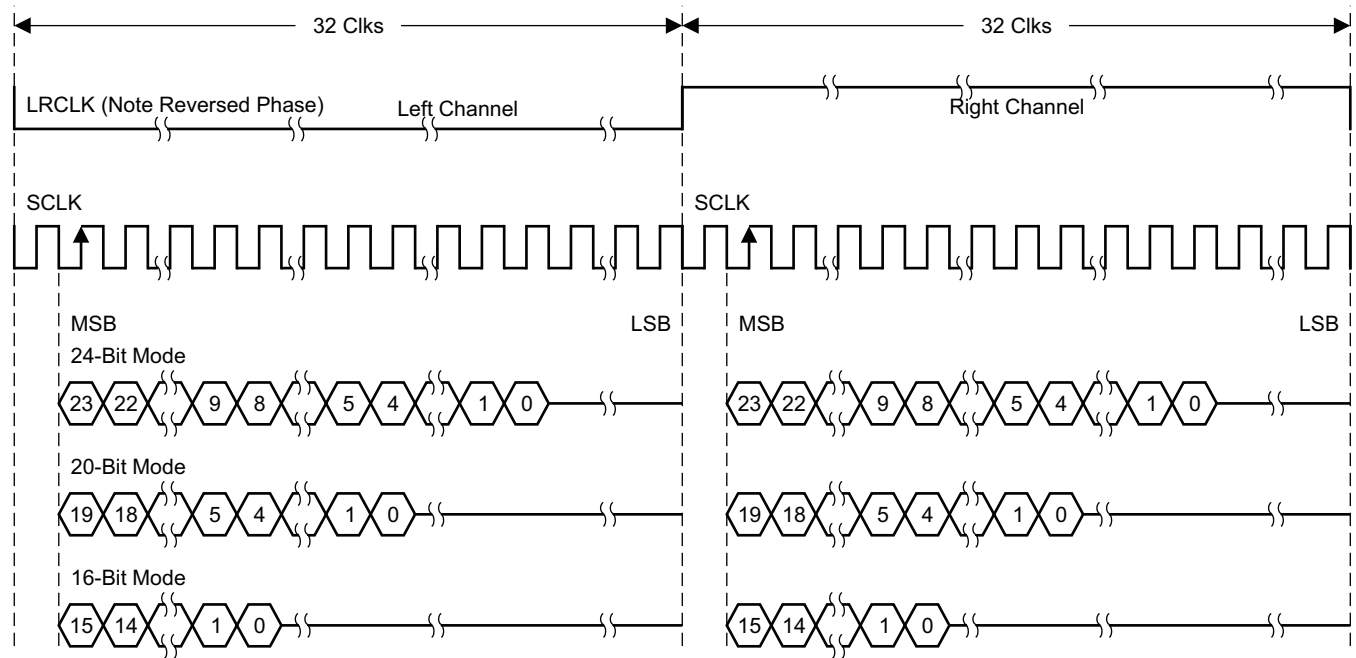 32 Clks 32 Clks
LRCLK (Note Reversed Phase) Left Channel Right Channel
SCLK SCLK
MSB LSB MSB LSB
24-Bit Mode
23 22 9 8 5 4 1 0 23 22 9 8 5 4 1 0
20-Bit Mode
19 18 5 4 1 0 19 18 5 4 1 0
16-Bit Mode
15 14 1 0 15 14 1 0